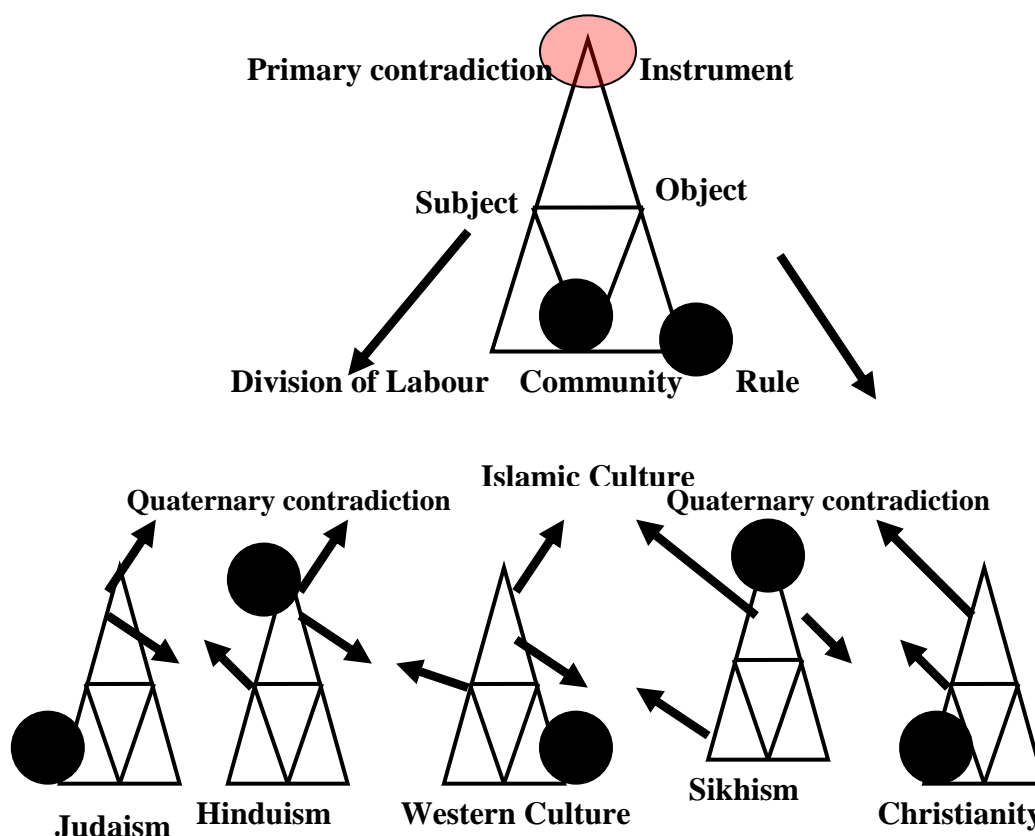 Primary contradiction Instrument
Subject Object
Division of Labour Community Rule
Islamic Culture
Quaternary contradiction Quaternary contradiction
Judaism Hinduism Western Culture Sikhism Christianity